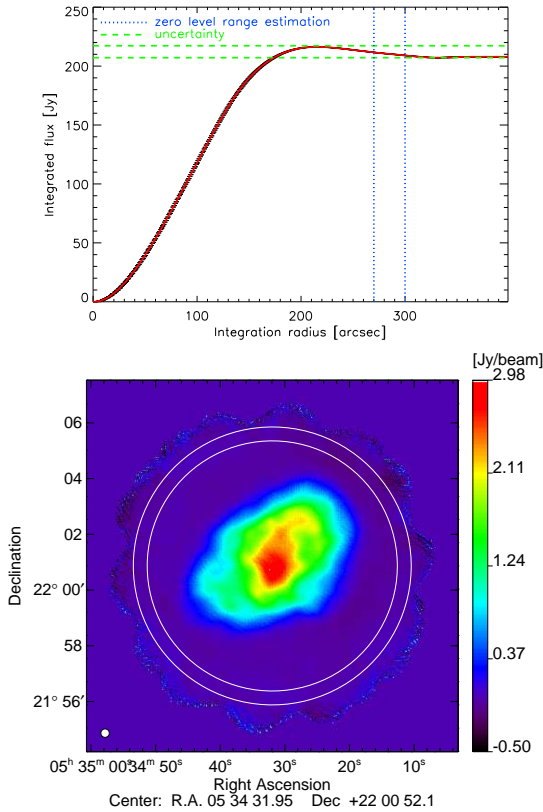 zero level range estimation
uncertainty
250
200
150
100
50
0
Integrated flux [Jy]
0 100 200 300
Integration radius [arcsec]
[Jy/beam]
2.98
2.11
1.24
0.37
-0.50
06
04
02
22° 00′
58
21° 56′
Declination
05ʰ 35ᵐ 00ˢ34ᵐ 50ˢ 40ˢ 30ˢ 20ˢ 10ˢ
Right Ascension
Center: R.A. 05 34 31.95 Dec +22 00 52.1